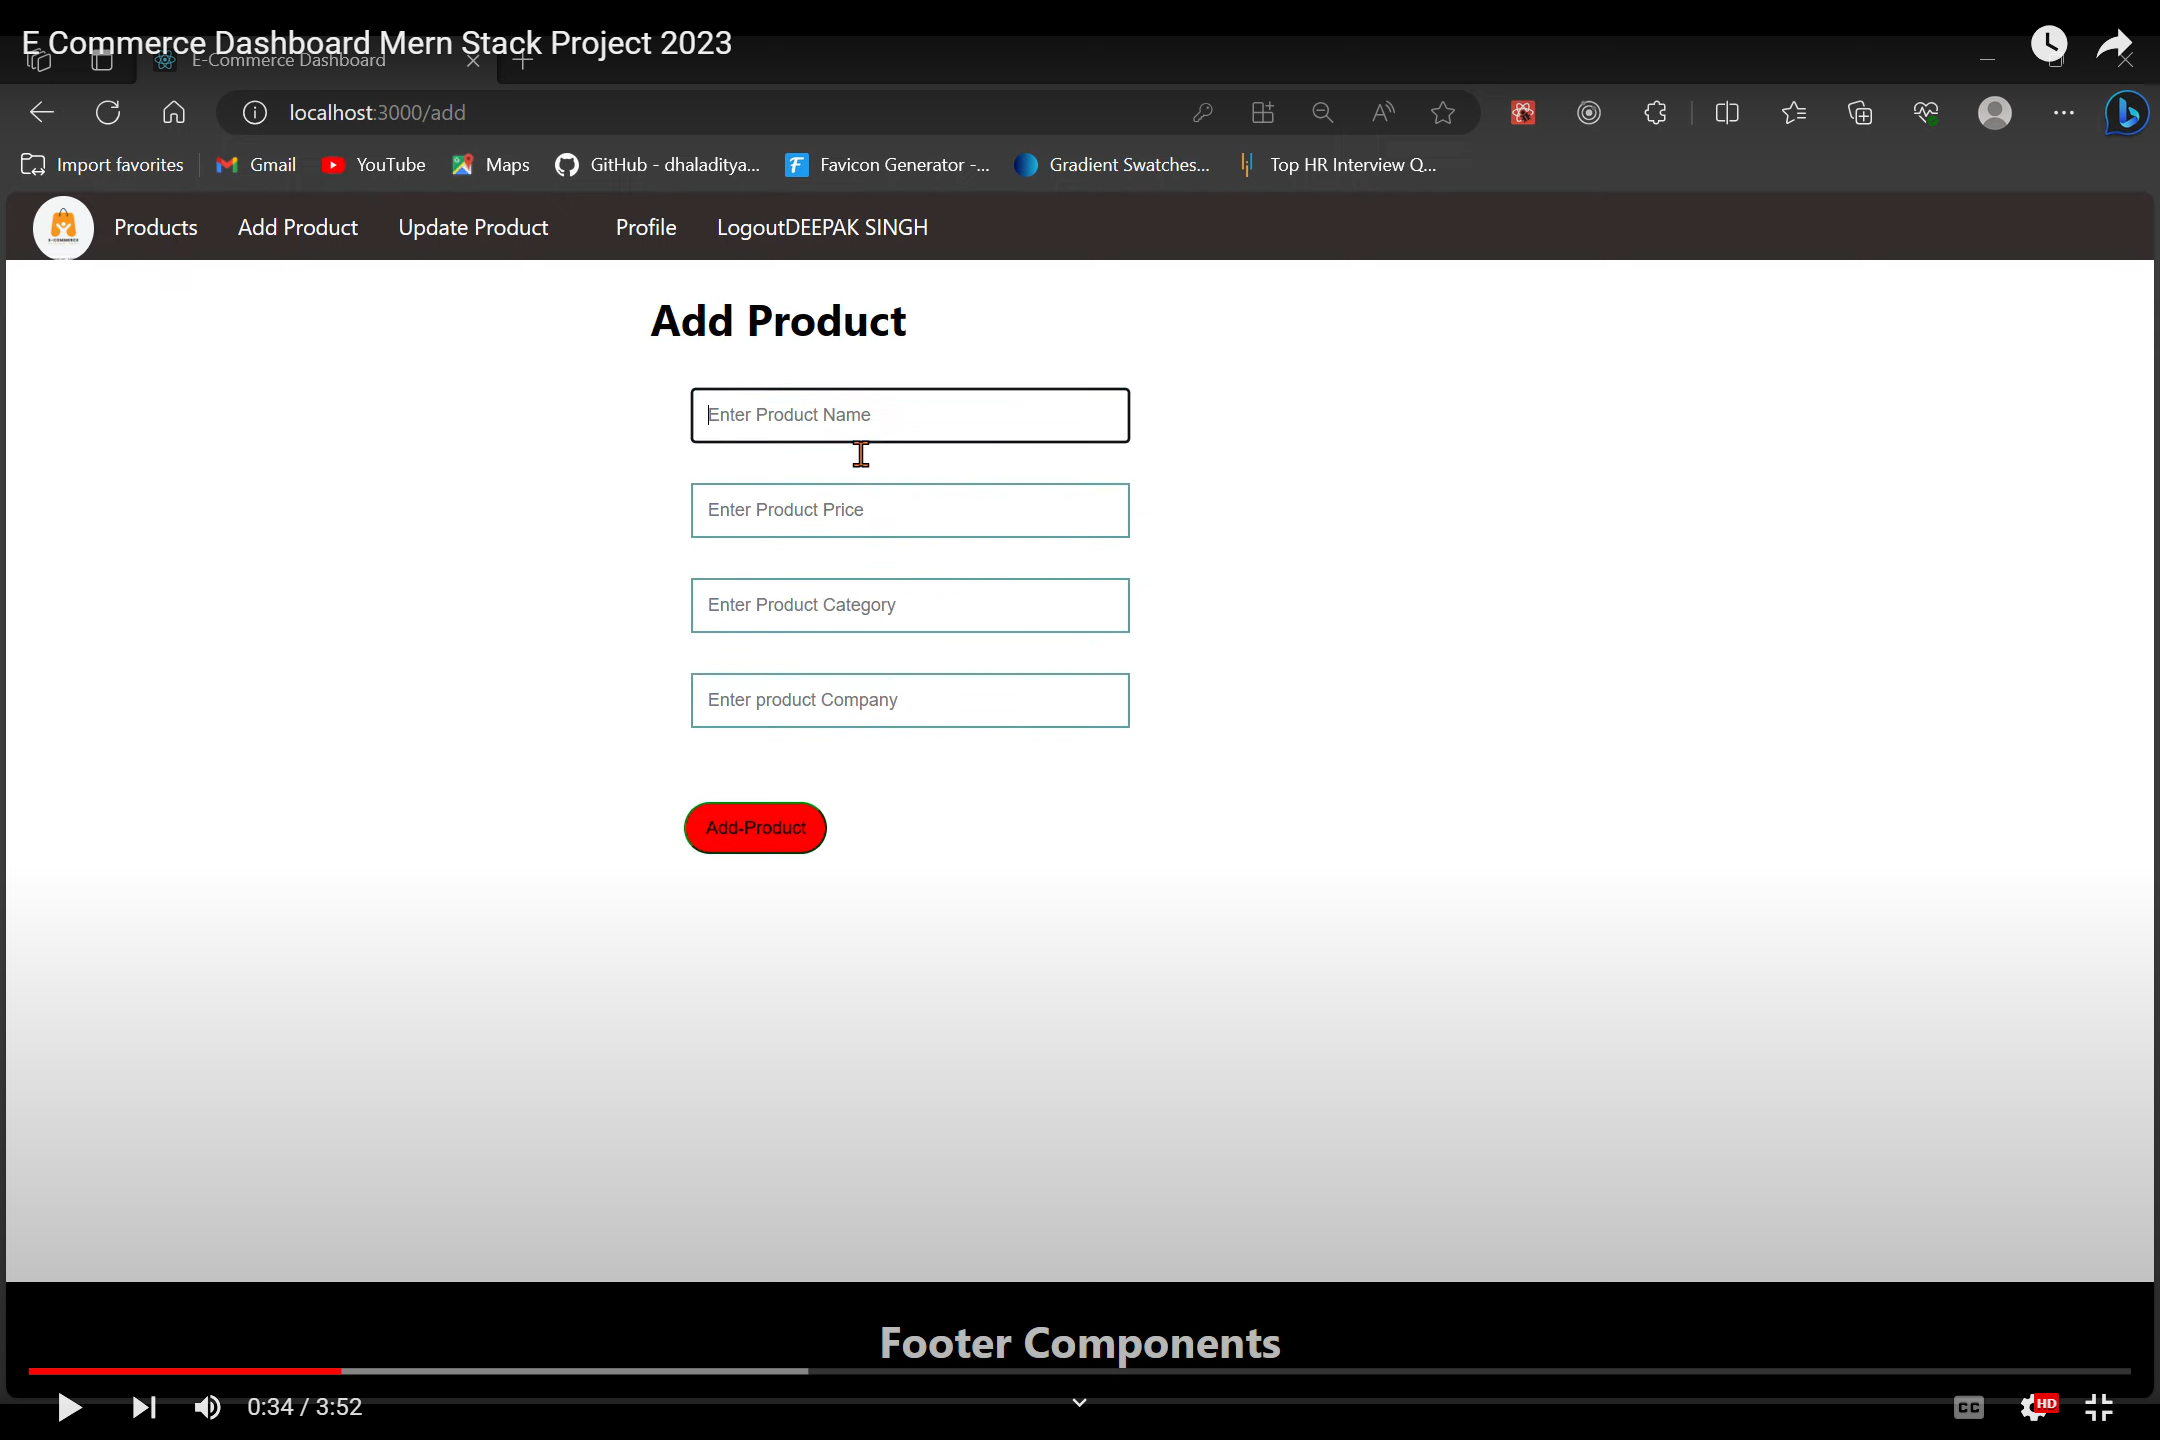 E Commerce Dashboard Mern Stack Project 2023
E-Commerce Dashboard
localhost:3000/add
Import favorites Gmail YouTube Maps GitHub - dhaladitya... Favicon Generator -... Gradient Swatches... Top HR Interview Q...
E-COMMERCE Products Add Product Update Product Profile LogoutDEEPAK SINGH
Add Product
Enter Product Name
Enter Product Price
Enter Product Category
Enter product Company
Add-Product
Footer Components
0:34 / 3:52 CC HD